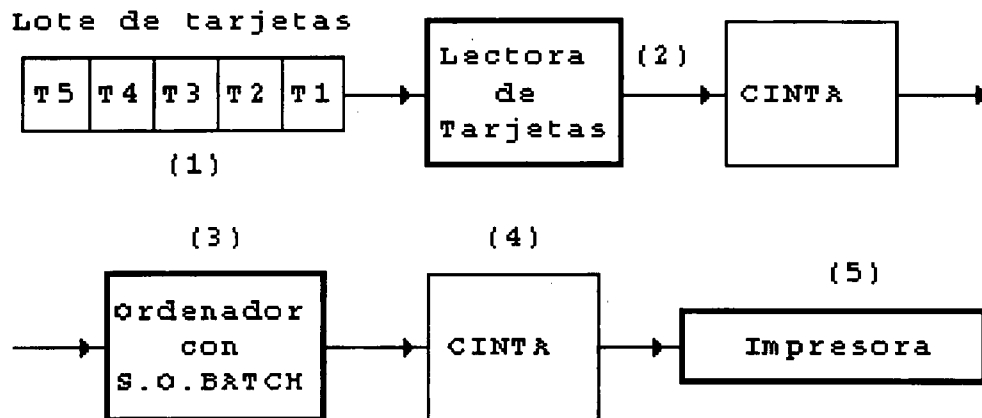 Lote de tarjetas
T5 T4 T3 T2 T1
(1)
Lectora
de
Tarjetas
(2)
CINTA
(3)
Ordenador
con
S.O.BATCH
(4)
CINTA
(5)
Impresora